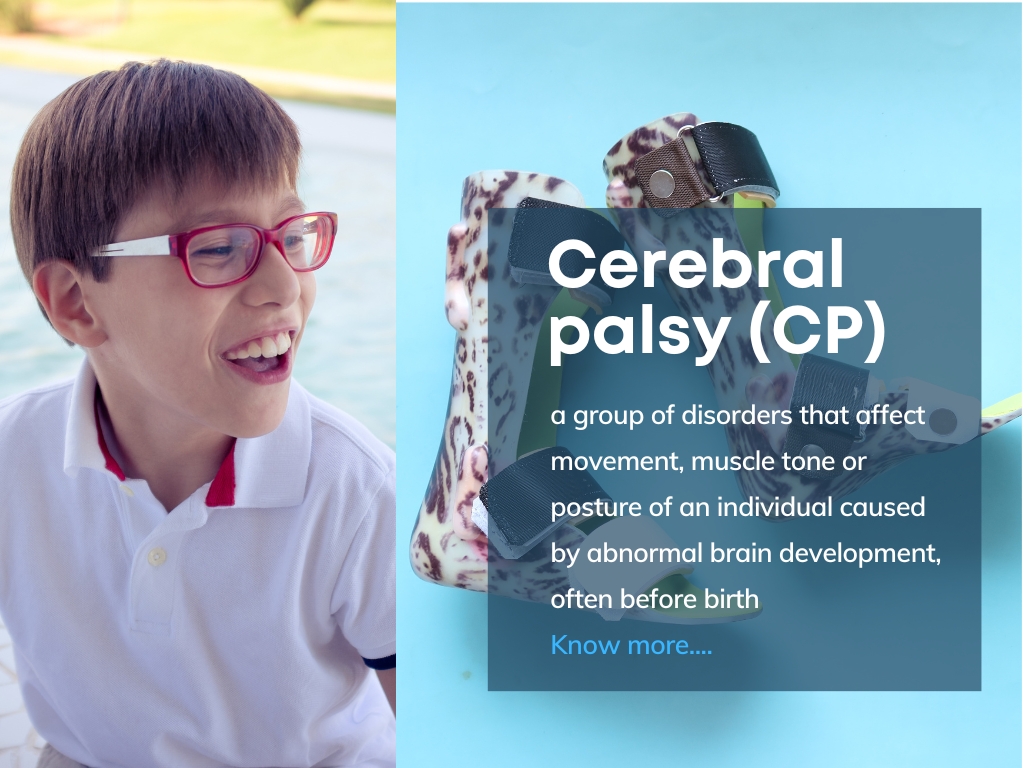 Cerebral
palsy (CP)
a group of disorders that affect
movement, muscle tone or
posture of an individual caused
by abnormal brain development,
often before birth
Know more....